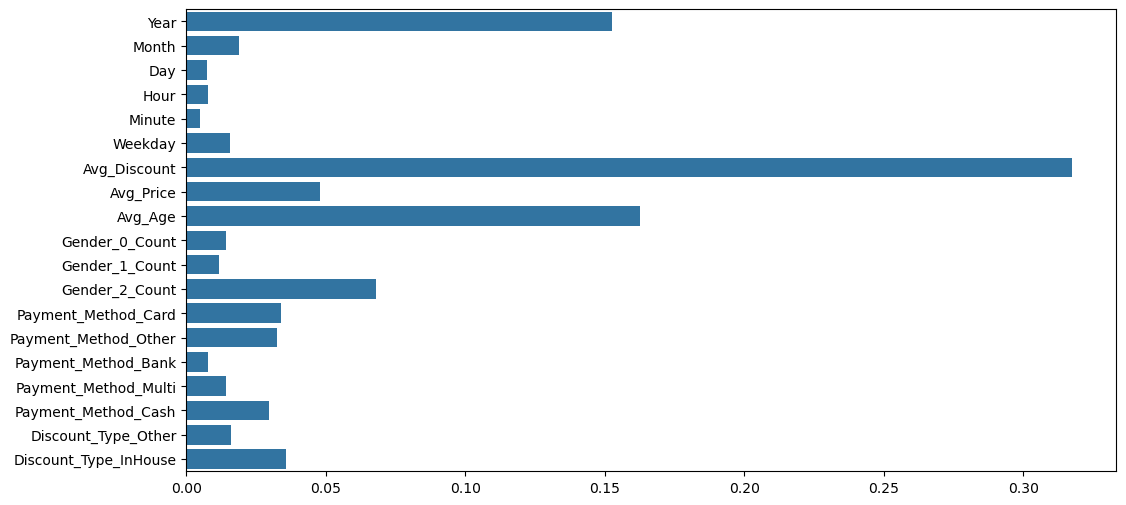 Year
Month
Day
Hour
Minute
Weekday
Avg_Discount
Avg_Price
Avg_Age
Gender_0_Count
Gender_1_Count
Gender_2_Count
Payment_Method_Card
Payment_Method_Other
Payment_Method_Bank
Payment_Method_Multi
Payment_Method_Cash
Discount_Type_Other
Discount_Type_InHouse
0.00 0.05 0.10 0.15 0.20 0.25 0.30